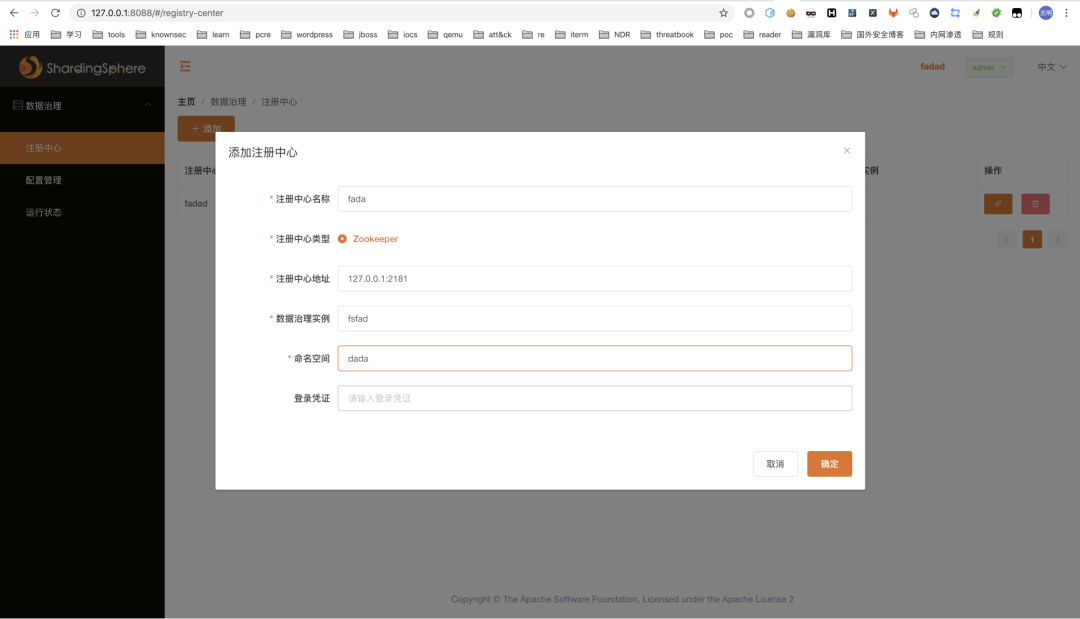 127.0.0.1:8088/#/registry-center
应用 学习 tools knownsec learn pcre wordpress jboss iocs qemu att&ck re iterm NDR threatbook poc reader 漏洞库 国外安全博客 内网渗透 规则
ShardingSphere
fadad admin 中文
数据治理
主页 / 数据治理 / 注册中心
+ 添加
注册中心
配置管理
运行状态
注册中心
实例 操作
fadad
1
添加注册中心
* 注册中心名称 fada
* 注册中心类型 Zookeeper
* 注册中心地址 127.0.0.1:2181
* 数据治理实例 fsfad
* 命名空间 dada
登录凭证 请输入登录凭证
取消 确定
Copyright © The Apache Software Foundation, Licensed under the Apache License 2